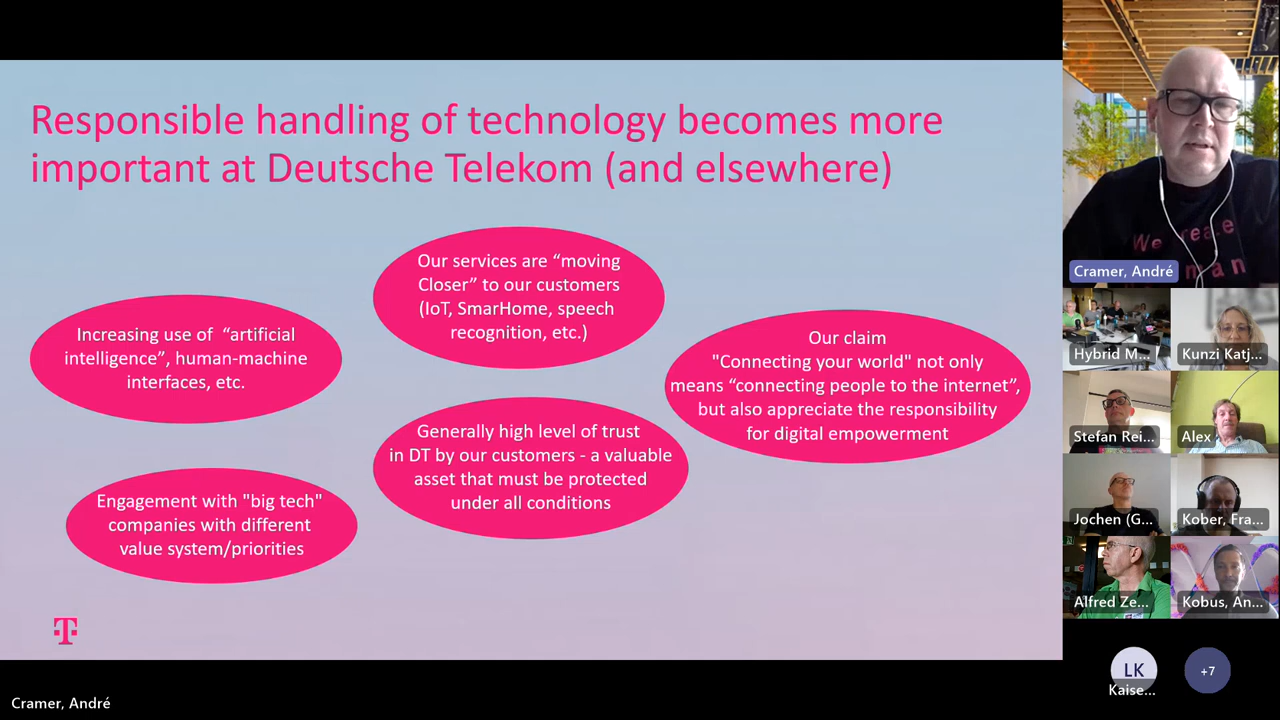 Responsible handling of technology becomes more
important at Deutsche Telekom (and elsewhere)
Increasing use of “artificial
intelligence”, human-machine
interfaces, etc.
Engagement with "big tech"
companies with different
value system/priorities
Our services are “moving
Closer” to our customers
(IoT, SmarHome, speech
recognition, etc.)
Generally high level of trust
in DT by our customers - a valuable
asset that must be protected
under all conditions
Our claim
"Connecting your world" not only
means “connecting people to the internet”,
but also appreciate the responsibility
for digital empowerment
T
Cramer, André
We create
Cramer, André
Hybrid M...
Kunzi Katj...
Stefan Rei...
Alex
Jochen (G...
Kober, Fra...
Alfred Ze...
Kobus, An...
LK
Kaise...
+7